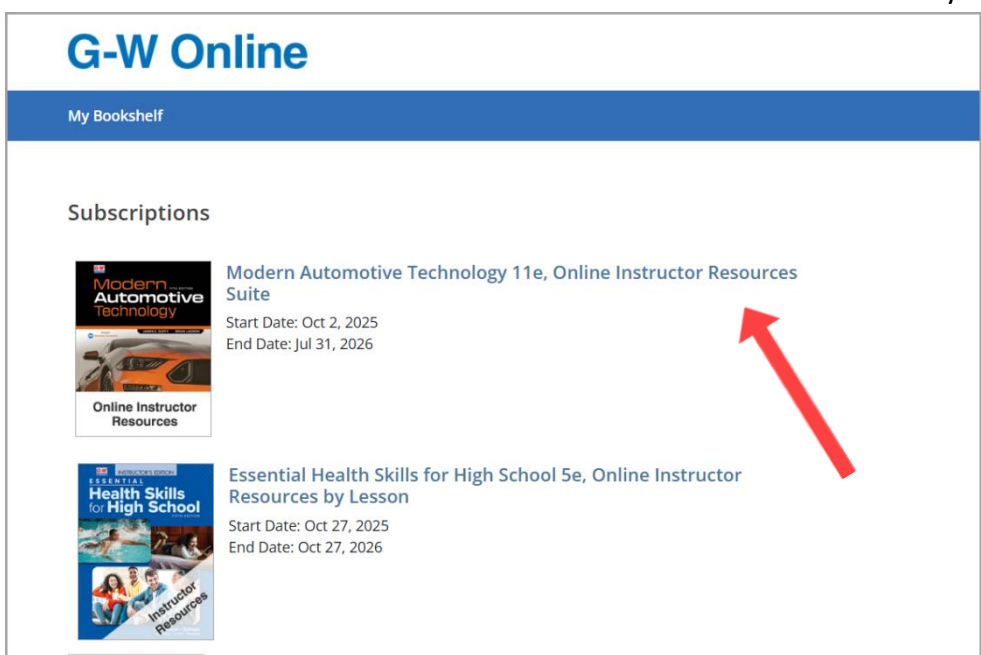 G-W Online
My Bookshelf
Subscriptions
Modern
Automotive
Technology
Online Instructor
Resources
Modern Automotive Technology 11e, Online Instructor Resources
Suite
Start Date: Oct 2, 2025
End Date: Jul 31, 2026
INSTRUCTOR'S EDITION
ESSENTIAL
Health Skills
for High School
Instructor
Resources
Essential Health Skills for High School 5e, Online Instructor
Resources by Lesson
Start Date: Oct 27, 2025
End Date: Oct 27, 2026